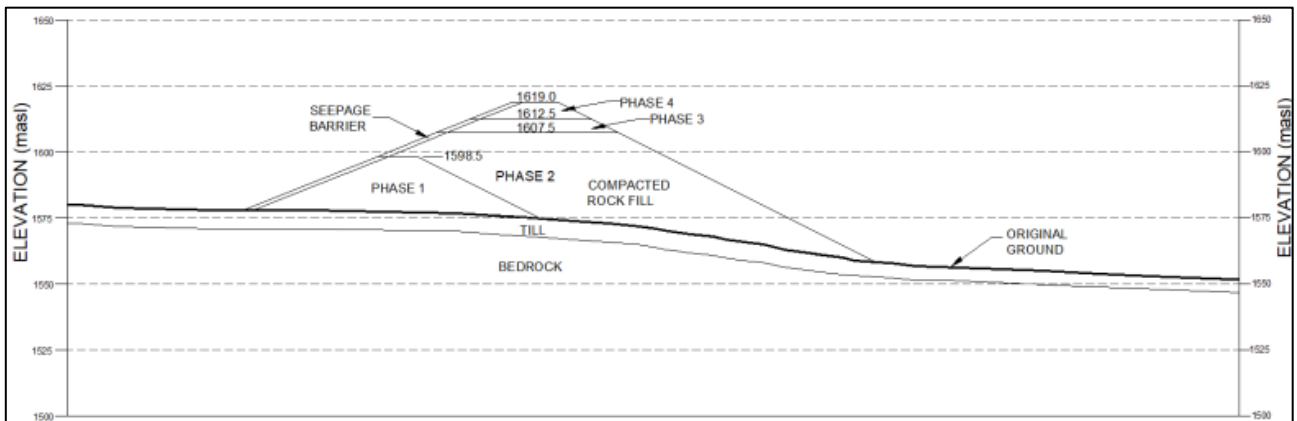 1650
1625
1600
1575
1550
1525
1500
ELEVATION (masl)
1619.0
1612.5
1607.5
1598.5
SEEPAGE
BARRIER
PHASE 4
PHASE 3
PHASE 1
PHASE 2
COMPACTED
ROCK FILL
TILL
BEDROCK
ORIGINAL
GROUND
1650
1625
1600
1575
1550
1525
1500
ELEVATION (masl)